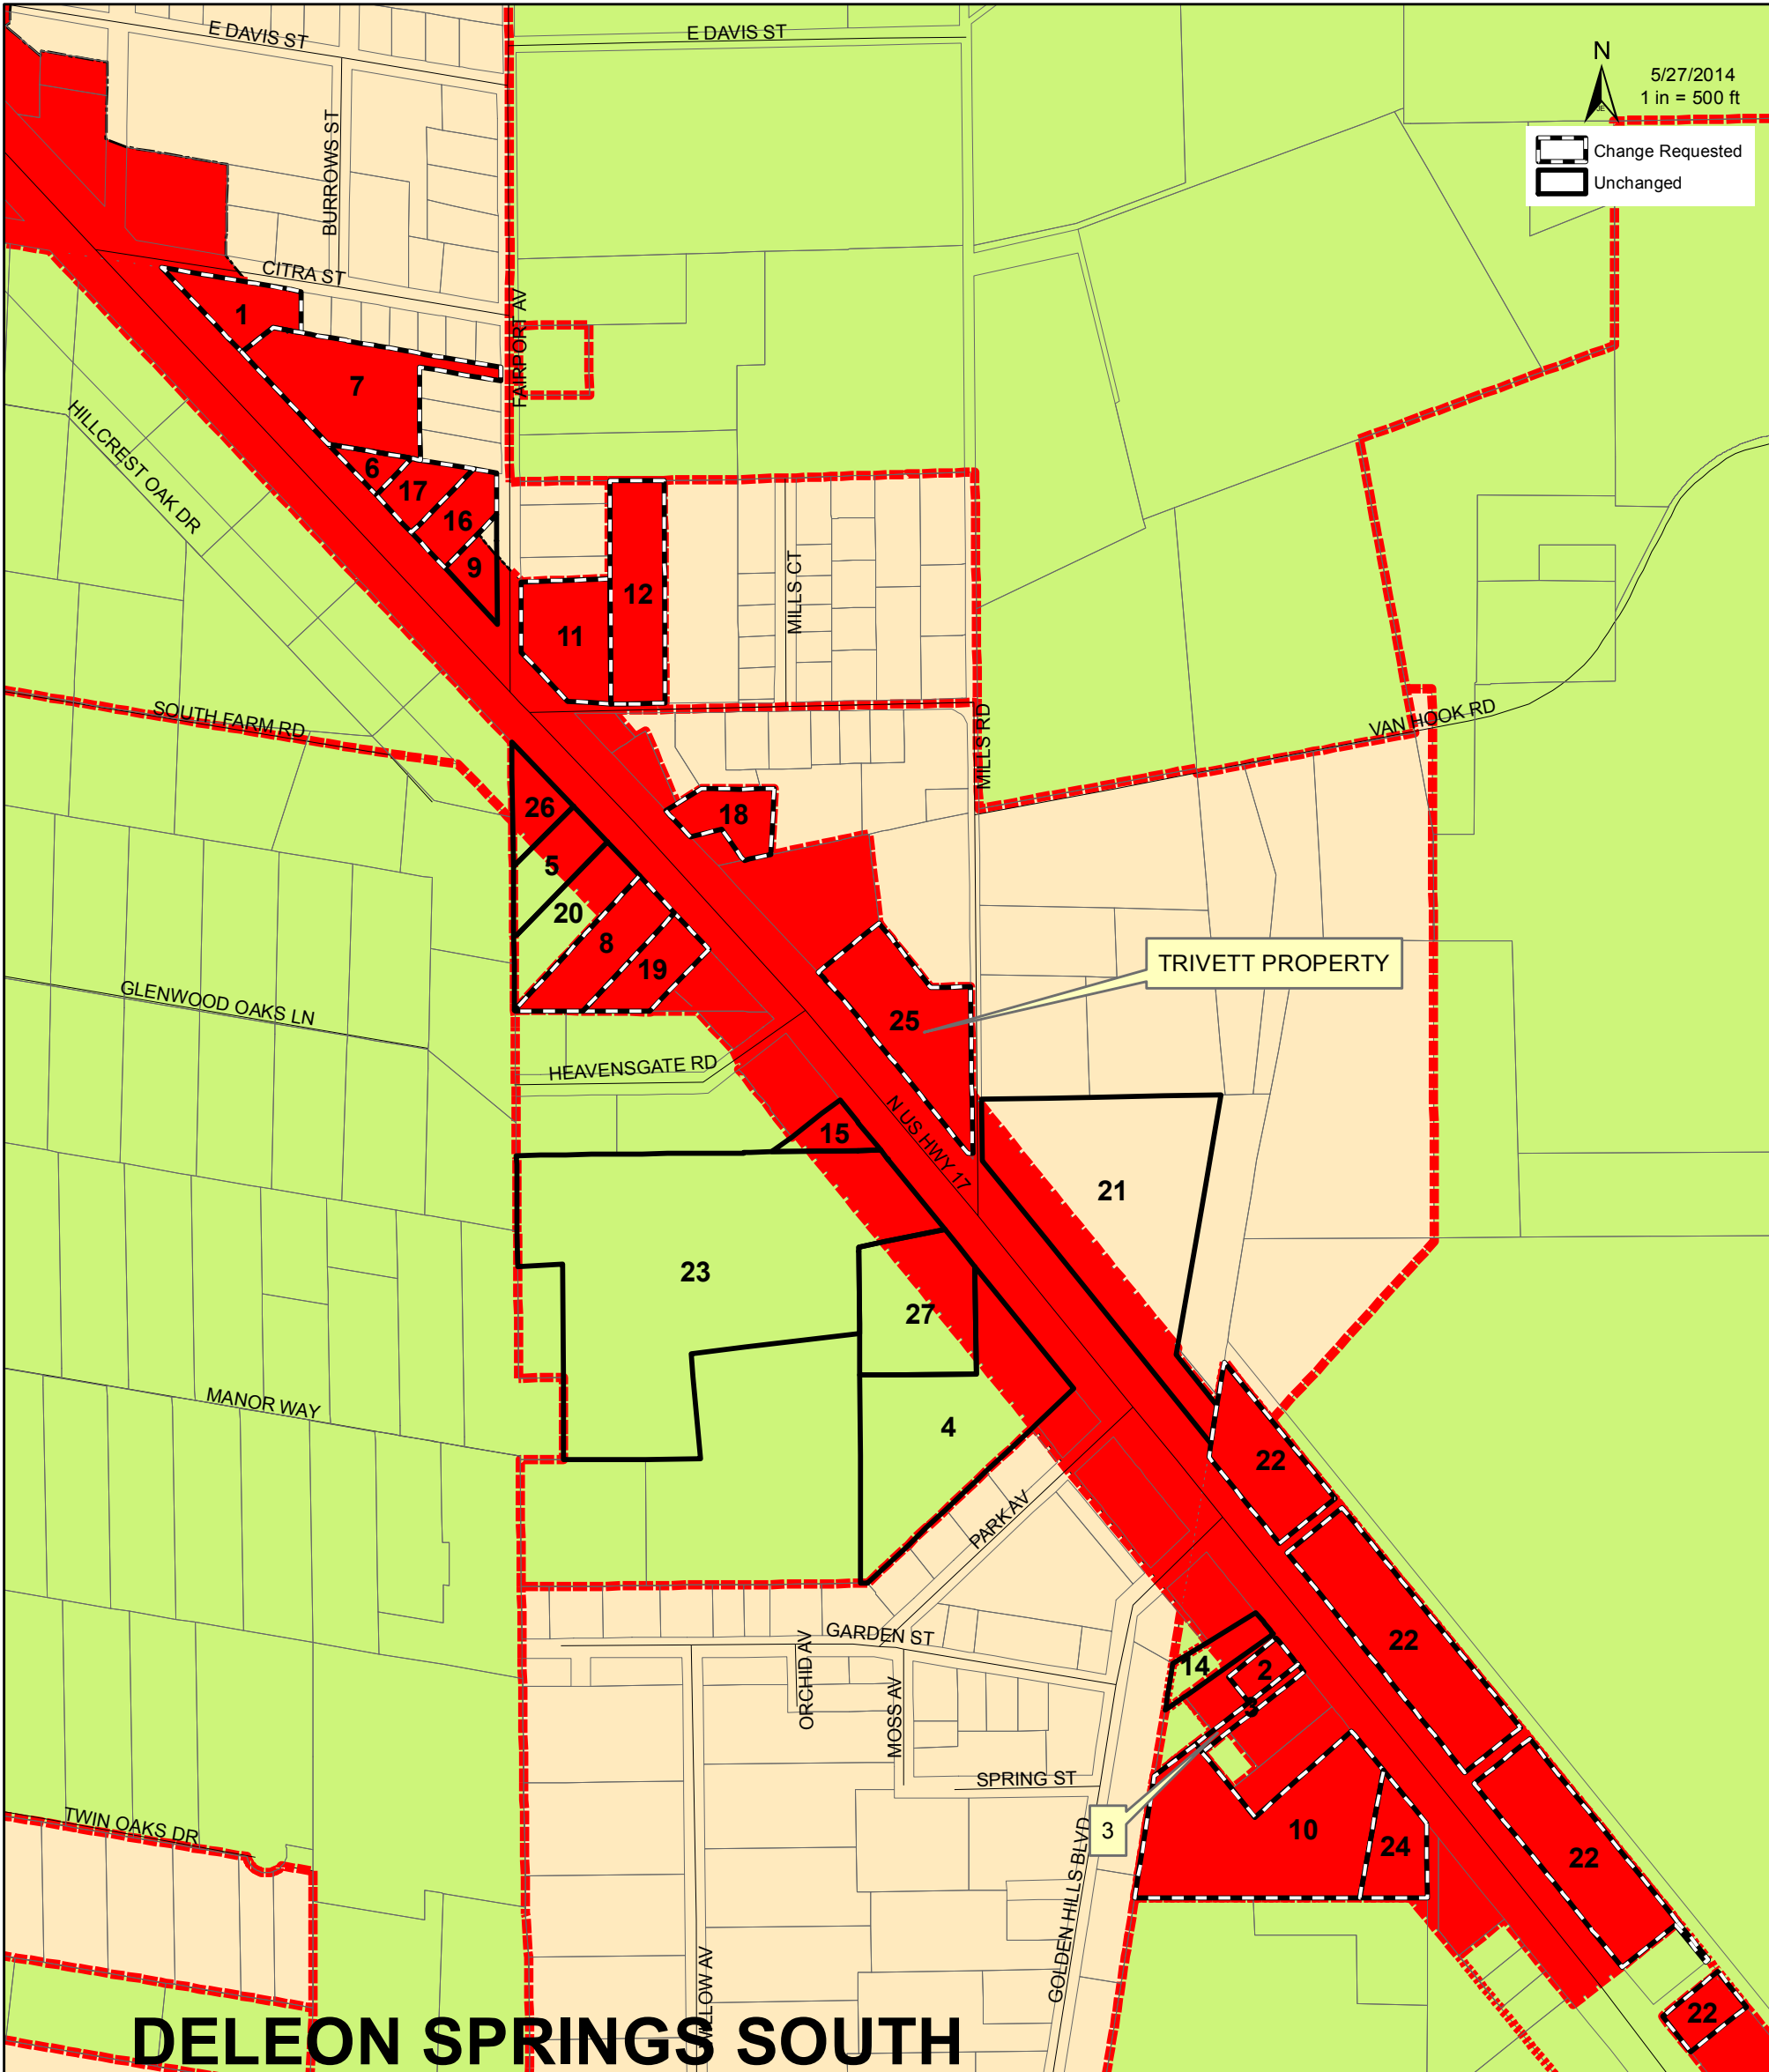 E DAVIS ST
E DAVIS ST
N
5/27/2014
1 in = 500 ft
Change Requested
Unchanged
BURROWS ST
CITRA ST
FAIRPORT AV
1
7
HILLCREST OAK DR
6
17
16
9
12
11
MILLS CT
SOUTH FARM RD
MILLS RD
VAN HOOK RD
26
18
5
20
8
19
TRIVETT PROPERTY
25
GLENWOOD OAKS LN
HEAVENSGATE RD
N US HWY 17
15
21
23
27
MANOR WAY
4
22
PARK AV
GARDEN ST
22
14
2
3
ORCHID AV
MOSS AV
SPRING ST
3
10
24
22
TWIN OAKS DR
GOLDEN HILLS BLVD
WILLOW AV
22
DELEON SPRINGS SOUTH